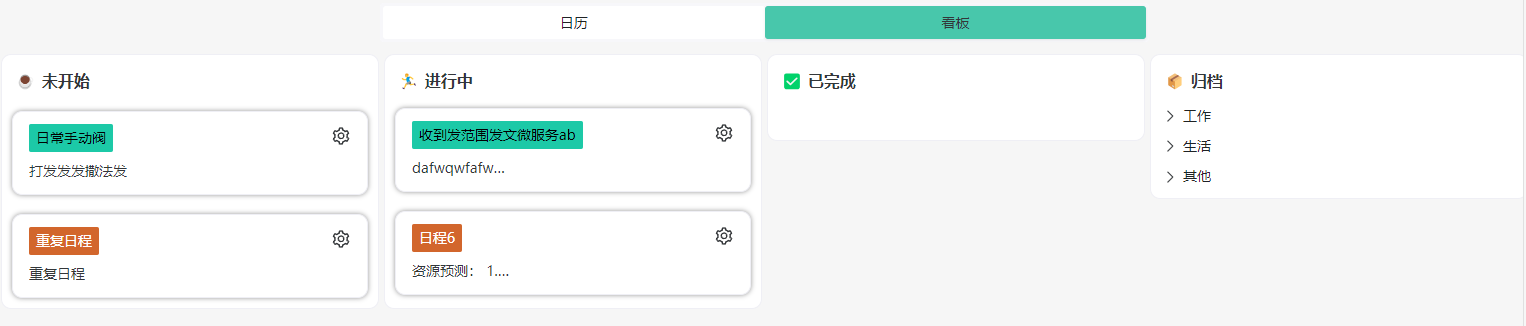 日历
看板
未开始
日常手动阀
打发发发撒法发
重复日程
重复日程
进行中
收到发范围发文微服务ab
dafwqwfafw...
日程6
资源预测： 1....
已完成
归档
工作
生活
其他